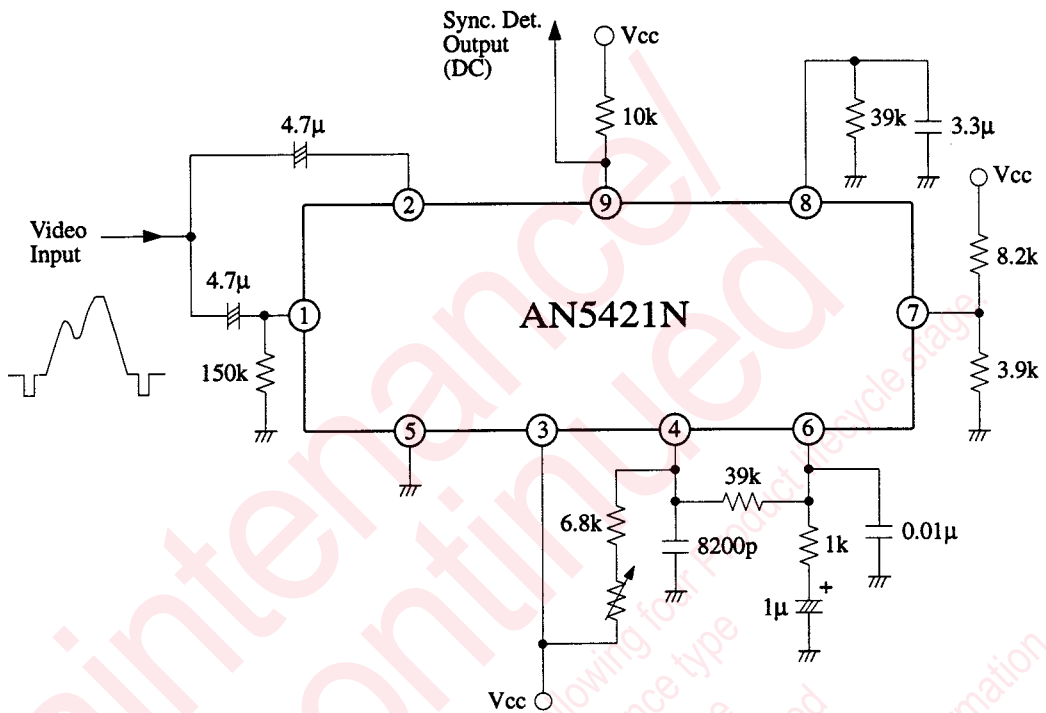 Sync. Det.
Output
(DC)
Vcc
10k
39k
3.3μ
4.7μ
Vcc
2
9
8
Video
Input
8.2k
4.7μ
1
AN5421N
7
150k
3.9k
5
3
4
6
39k
6.8k
8200p
1k
0.01μ
+
1μ
Vcc